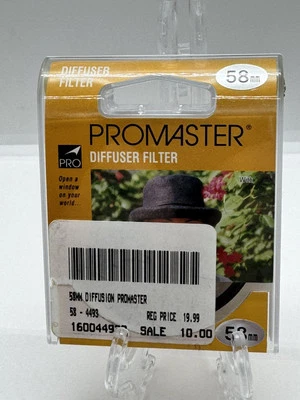 DIFFUSER
FILTER
58mm
PROMASTER®
DIFFUSER FILTER
PRO
Open a
window
on your
world.
58MM DIFFUSION PROMASTER
58 - 4493
REG PRICE 19.99
SALE 10.00
58mm